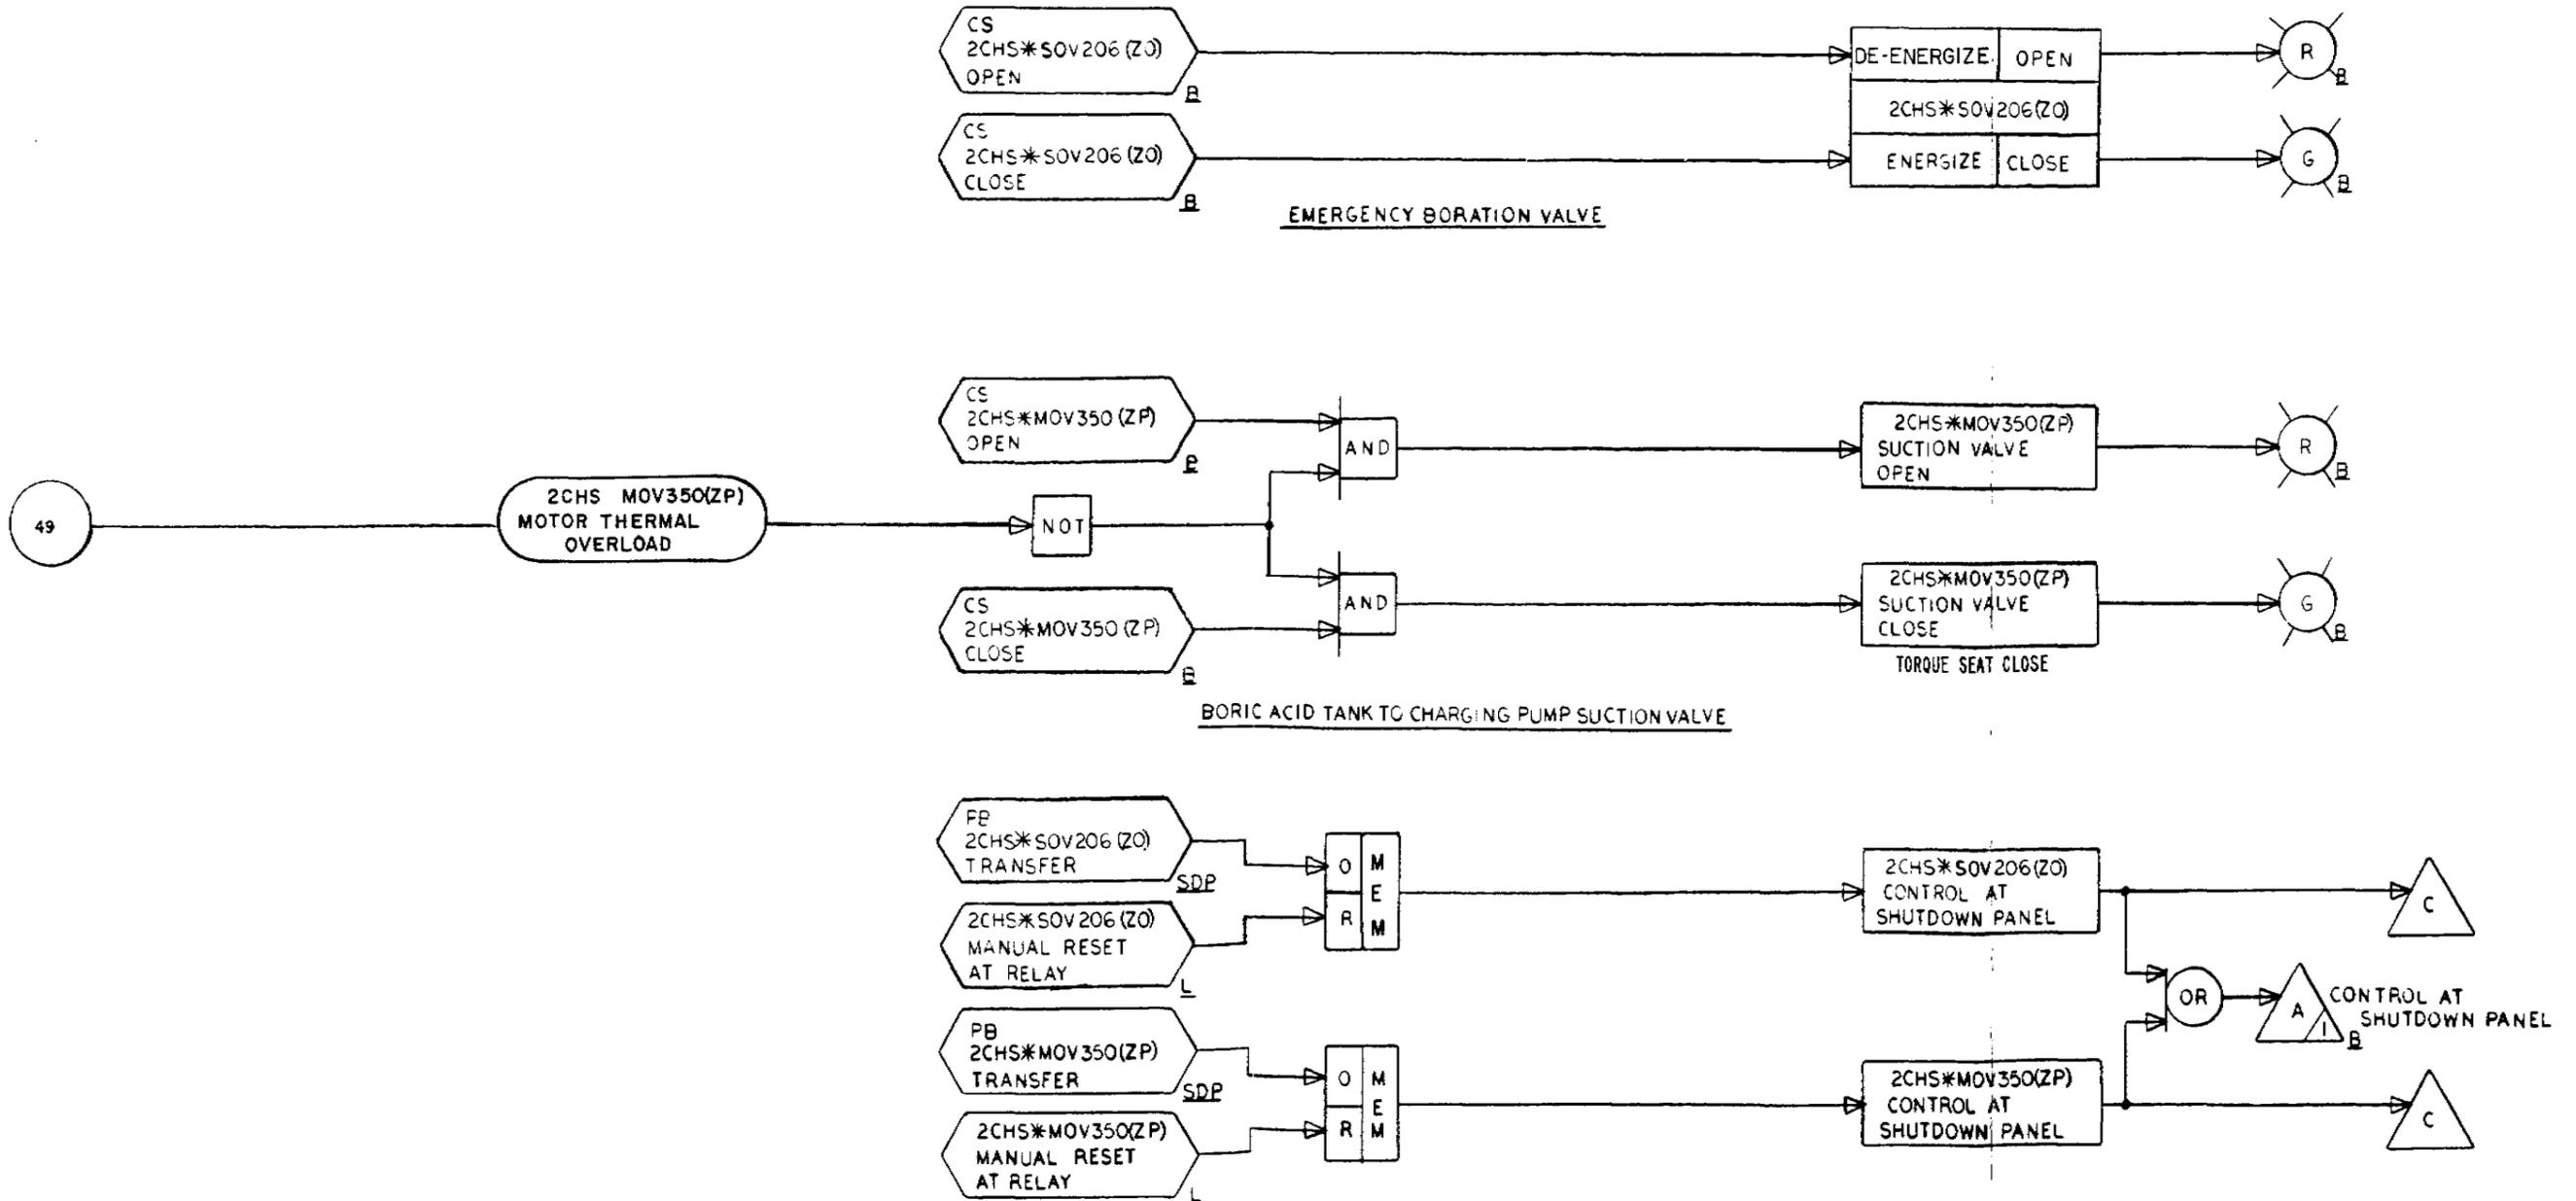 CS
2CHS*SOV206(ZO)
OPEN
B
DE-ENERGIZE OPEN
2CHS*SOV206(ZO)
ENERGIZE CLOSE
R
B
CS
2CHS*SOV206(ZO)
CLOSE
B
G
B
EMERGENCY BORATION VALVE
CS
2CHS*MOV350(ZP)
OPEN
B
AND
2CHS*MOV350(ZP)
SUCTION VALVE
OPEN
R
B
49
2CHS MOV350(ZP)
MOTOR THERMAL
OVERLOAD
NOT
CS
2CHS*MOV350(ZP)
CLOSE
B
AND
2CHS*MOV350(ZP)
SUCTION VALVE
CLOSE
TORQUE SEAT CLOSE
G
B
BORIC ACID TANK TO CHARGING PUMP SUCTION VALVE
PB
2CHS*SOV206(ZO)
TRANSFER
SDP
2CHS*SOV206(ZO)
MANUAL RESET
AT RELAY
L
O
R
MEM
2CHS*SOV206(ZO)
CONTROL AT
SHUTDOWN PANEL
C
OR
A
1
B
CONTROL AT
SHUTDOWN PANEL
PB
2CHS*MOV350(ZP)
TRANSFER
SDP
2CHS*MOV350(ZP)
MANUAL RESET
AT RELAY
L
O
R
MEM
2CHS*MOV350(ZP)
CONTROL AT
SHUTDOWN PANEL
C